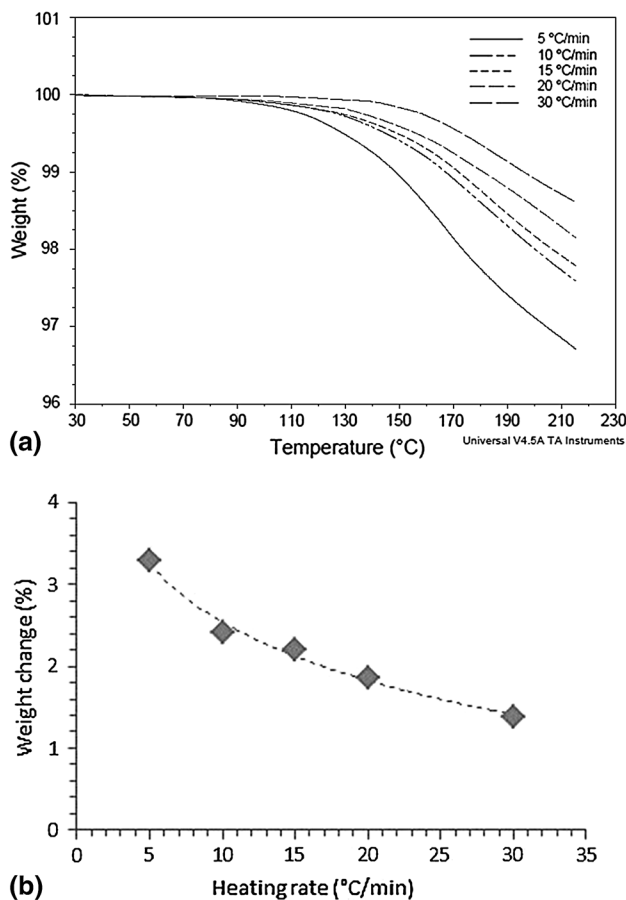 101
100
99
98
97
96
Weight (%)
5 °C/min
10 °C/min
15 °C/min
20 °C/min
30 °C/min
30 50 70 90 110 130 150 170 190 210 230
(a)
Temperature (°C)
Universal V4.5A TA Instruments
4
3
2
1
0
Weight change (%)
0 5 10 15 20 25 30 35
(b)
Heating rate (°C/min)